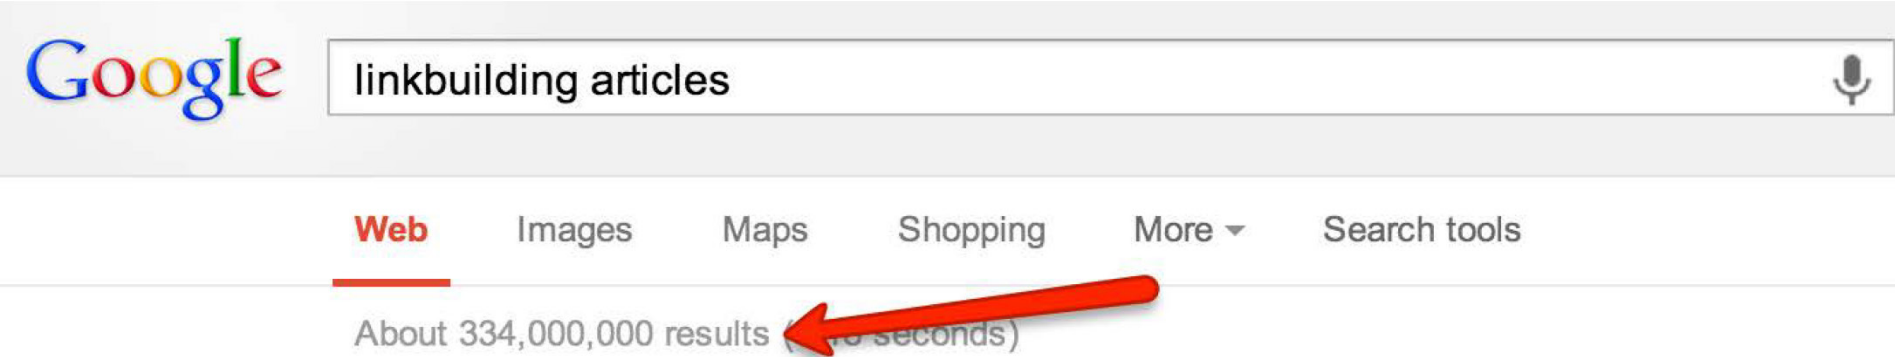 Google
linkbuilding articles
Web Images Maps Shopping More Search tools
About 334,000,000 results ( seconds)